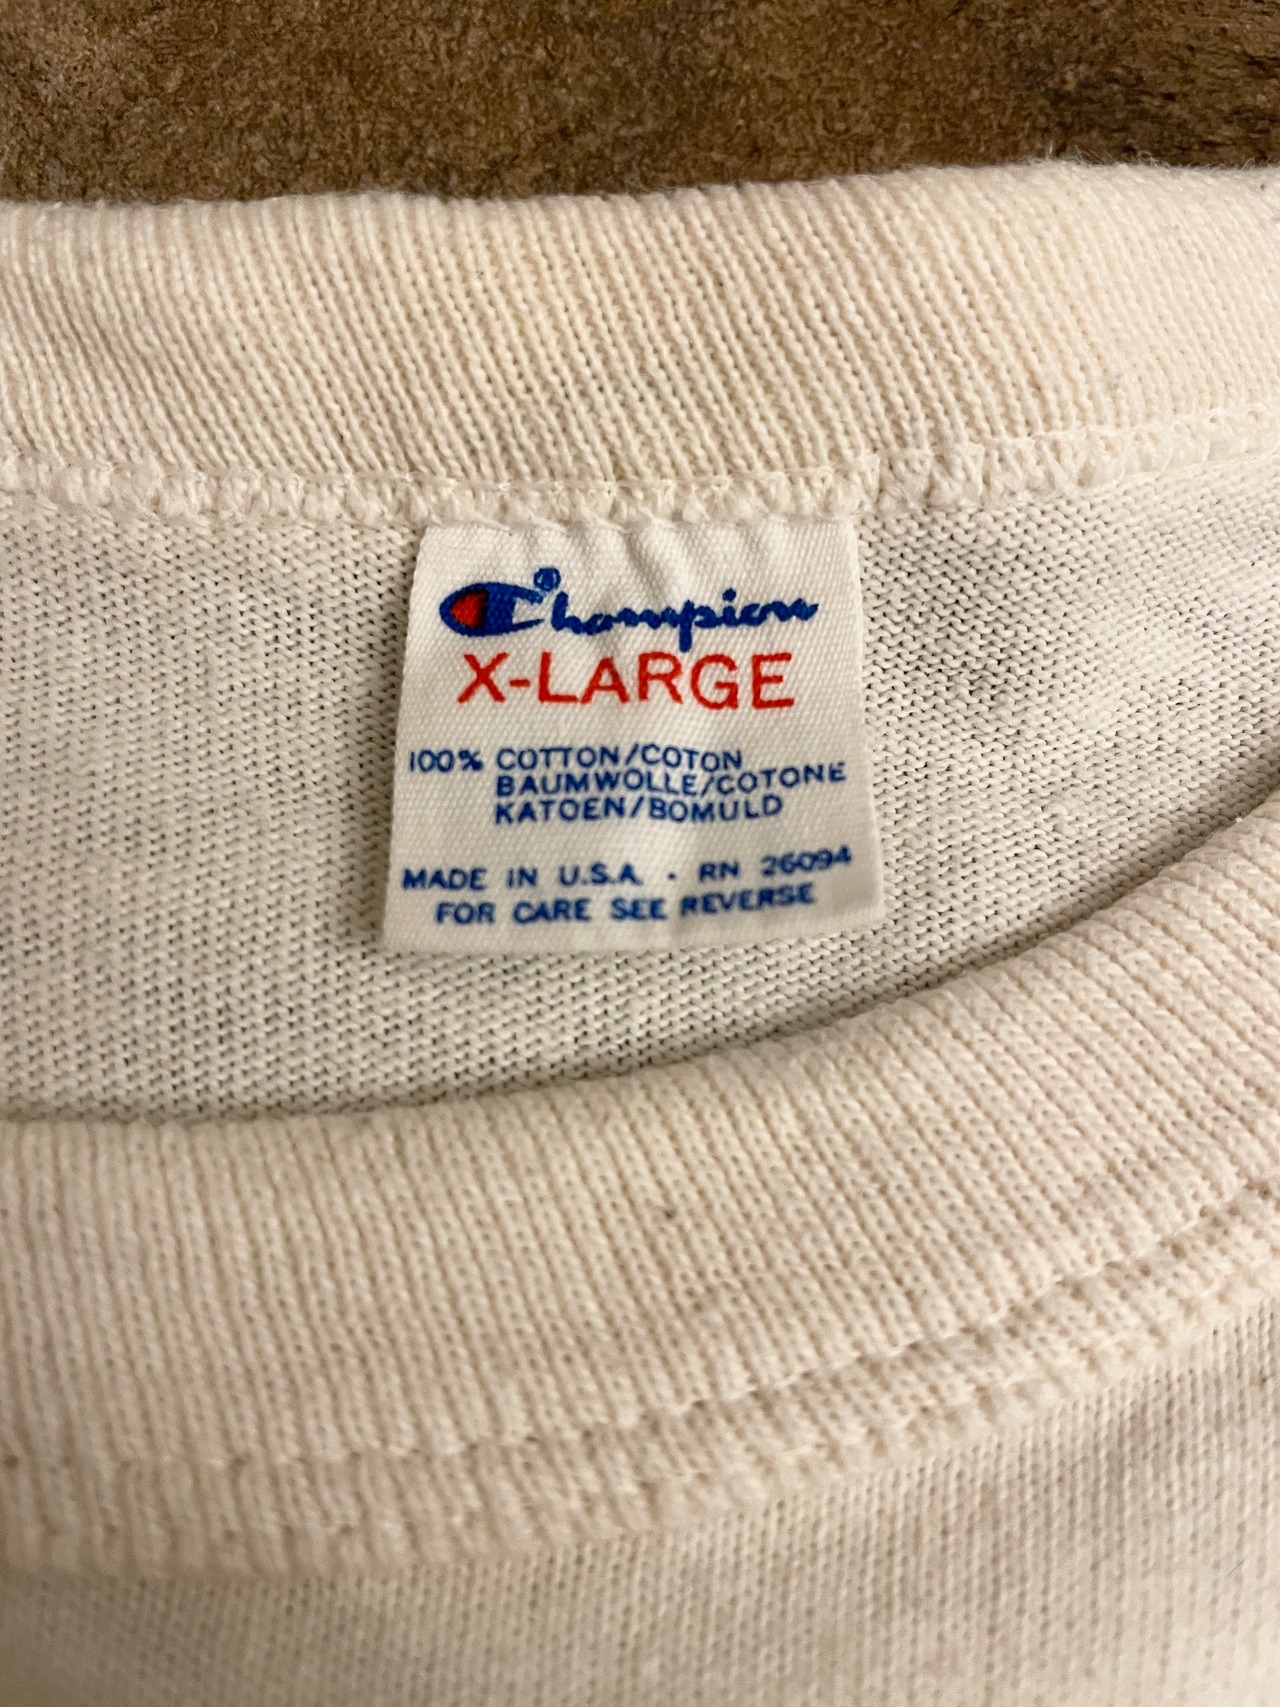 Champion®
X-LARGE
100% COTTON/COTON
BAUMWOLLE/COTONE
KATOEN/BOMULD
MADE IN U.S.A. · RN 26094
FOR CARE SEE REVERSE